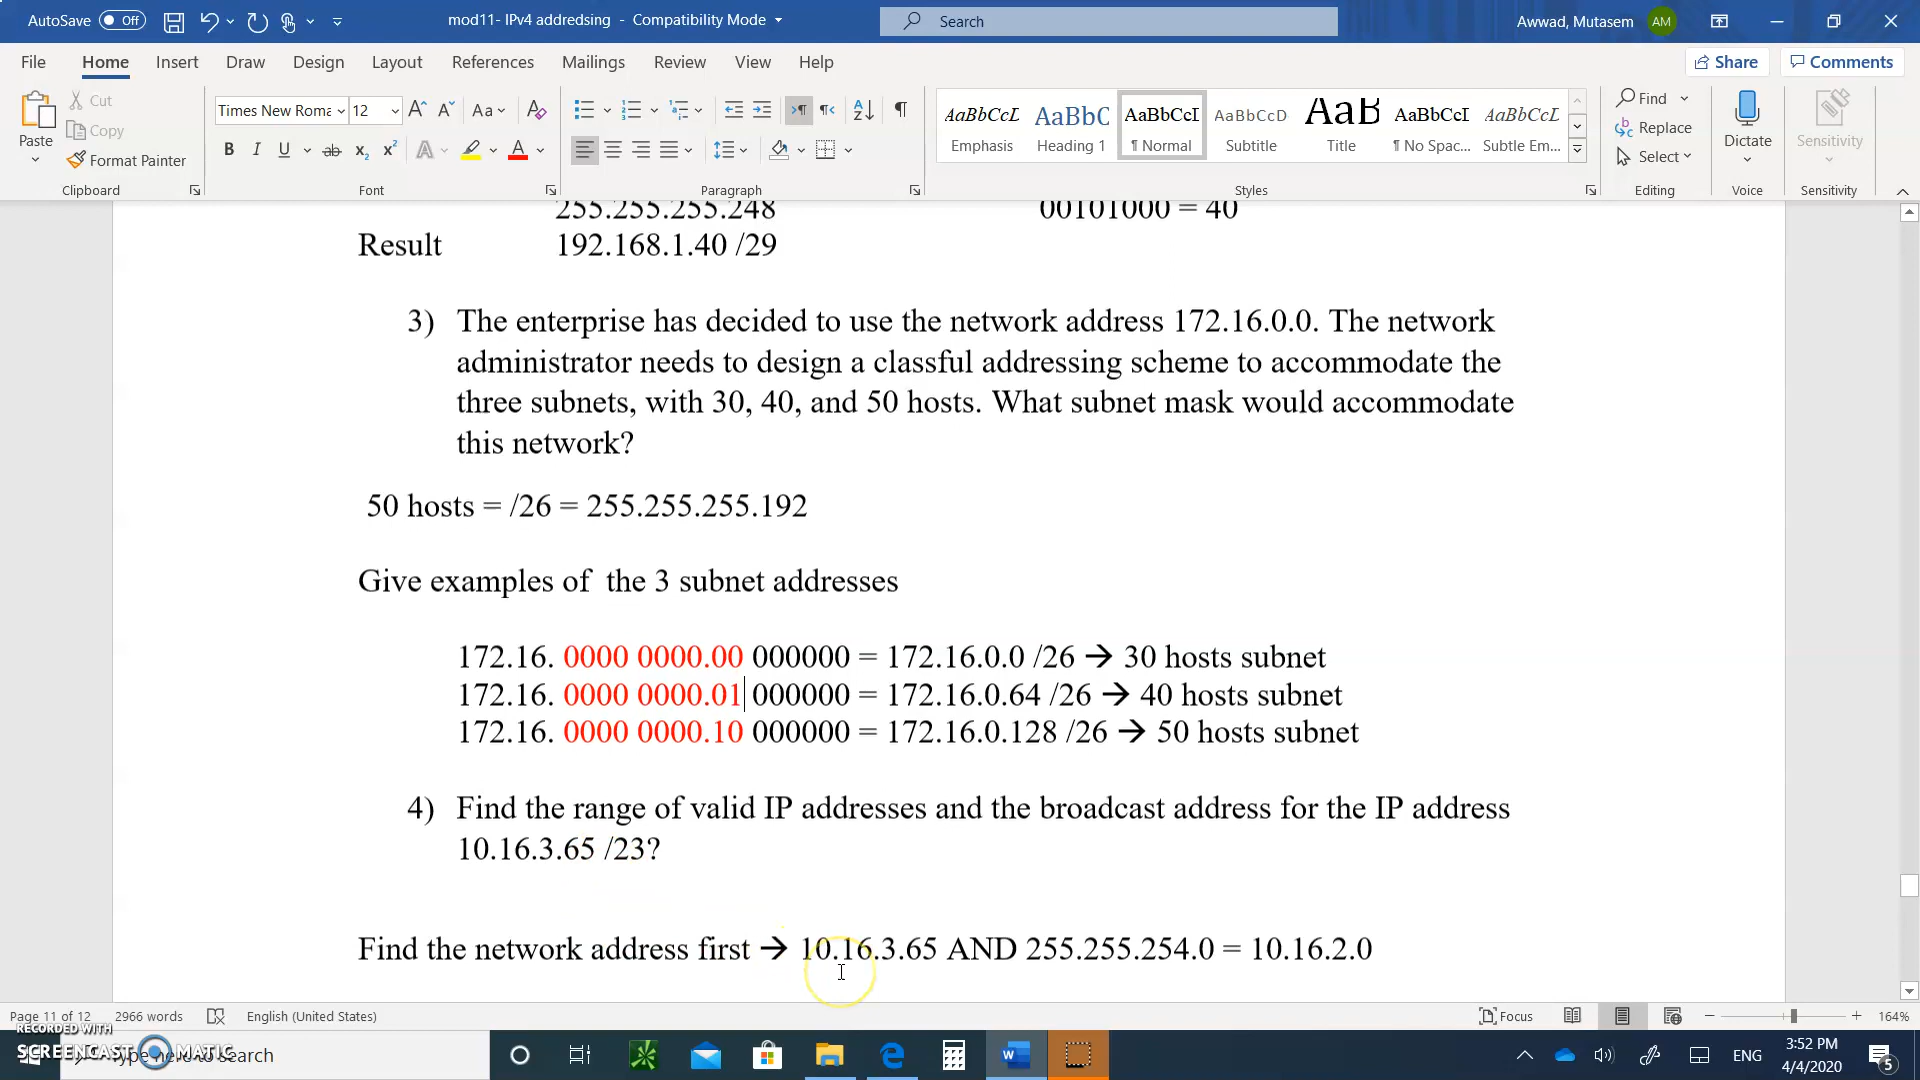 AutoSave Off mod11- IPv4 addredsing - Compatibility Mode Search Awwad, Mutasem AM
File Home Insert Draw Design Layout References Mailings Review View Help Share Comments
Paste Cut Copy Format Painter
Clipboard
Times New Roma 12
Font
Paragraph
AaBbCcL Emphasis
AaBbC Heading 1
AaBbCcI ¶ Normal
AaBbCcD Subtitle
AaB Title
AaBbCcI ¶ No Spac...
AaBbCcL Subtle Em...
Styles
Find
Replace
Select
Editing
Dictate
Voice
Sensitivity
Sensitivity
255.255.255.248 00101000 = 40
Result 192.168.1.40 /29
3) The enterprise has decided to use the network address 172.16.0.0. The network
administrator needs to design a classful addressing scheme to accommodate the
three subnets, with 30, 40, and 50 hosts. What subnet mask would accommodate
this network?
50 hosts = /26 = 255.255.255.192
Give examples of the 3 subnet addresses
172.16. 0000 0000.00 000000 = 172.16.0.0 /26 → 30 hosts subnet
172.16. 0000 0000.01 000000 = 172.16.0.64 /26 → 40 hosts subnet
172.16. 0000 0000.10 000000 = 172.16.0.128 /26 → 50 hosts subnet
4) Find the range of valid IP addresses and the broadcast address for the IP address
10.16.3.65 /23?
Find the network address first → 10.16.3.65 AND 255.255.254.0 = 10.16.2.0
Page 11 of 12 2966 words English (United States) Focus 164%
RECORDED WITH
SCREENCAST MATIC
Type here to search
ENG
3:52 PM
4/4/2020
5